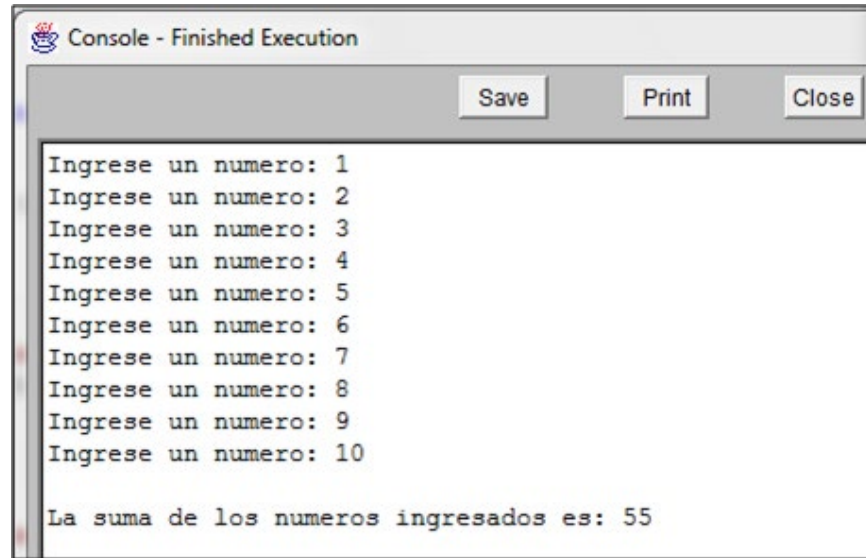 Console - Finished Execution
Save Print Close
Ingrese un numero: 1
Ingrese un numero: 2
Ingrese un numero: 3
Ingrese un numero: 4
Ingrese un numero: 5
Ingrese un numero: 6
Ingrese un numero: 7
Ingrese un numero: 8
Ingrese un numero: 9
Ingrese un numero: 10
La suma de los numeros ingresados es: 55